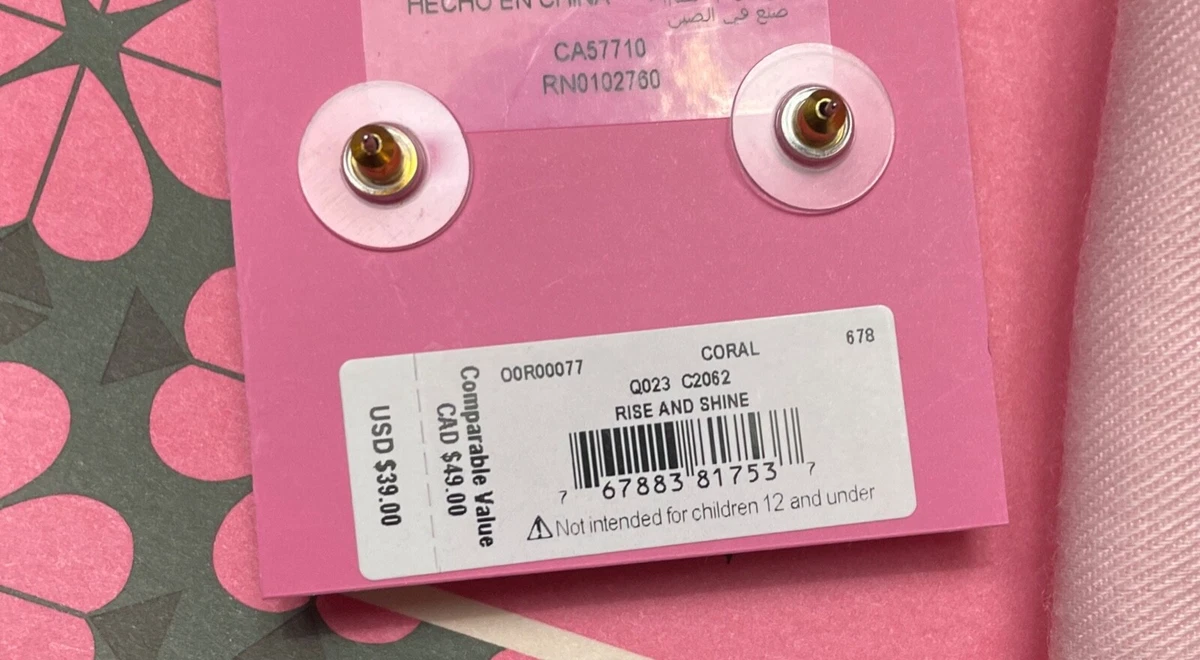 HECHO EN CHINA
صنع في الصين
CA57710
RN0102760
OOR00077 CORAL 678
Q023 C2062
RISE AND SHINE
7 67883 81753 7
⚠ Not intended for children 12 and under
Comparable Value
CAD $49.00
USD $39.00